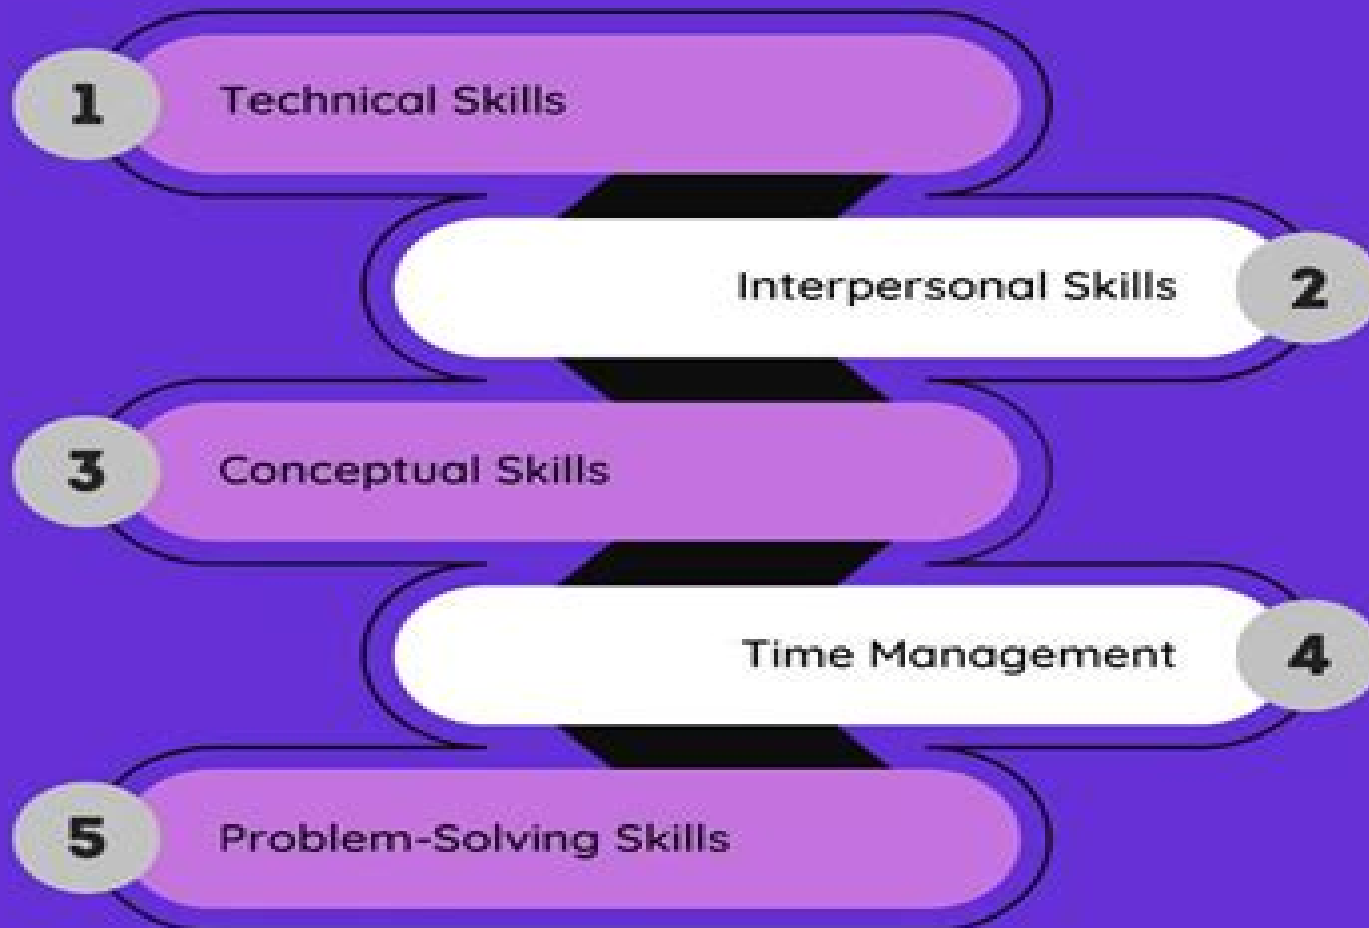 1 Technical Skills
Interpersonal Skills 2
3 Conceptual Skills
Time Management 4
5 Problem-Solving Skills